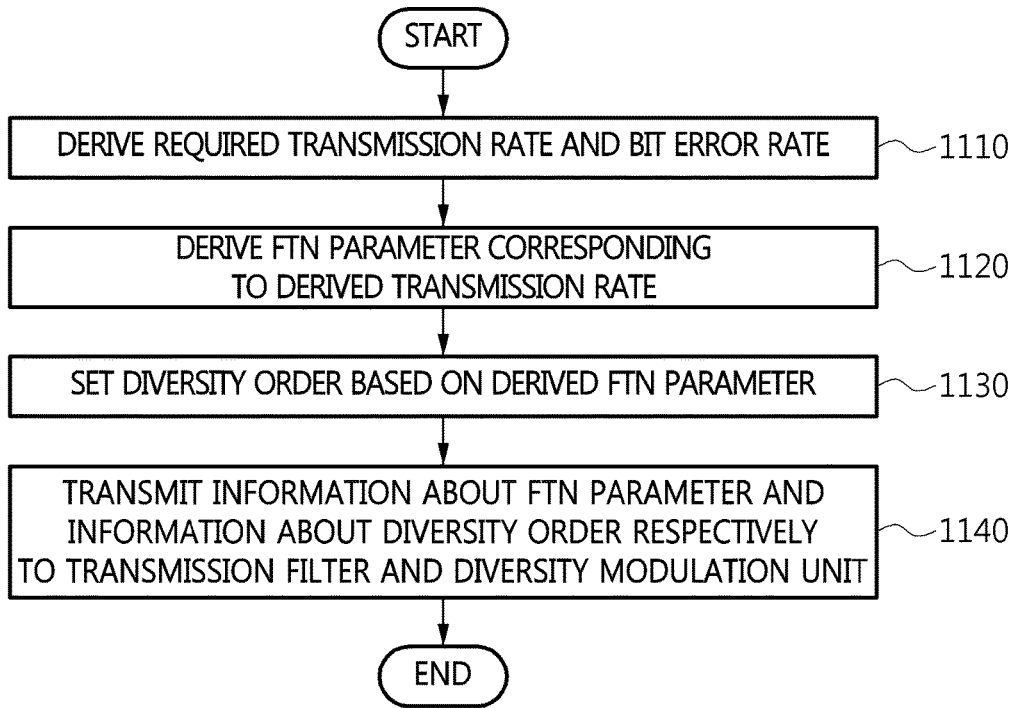 START
DERIVE REQUIRED TRANSMISSION RATE AND BIT ERROR RATE
1110
DERIVE FTN PARAMETER CORRESPONDING
TO DERIVED TRANSMISSION RATE
1120
SET DIVERSITY ORDER BASED ON DERIVED FTN PARAMETER
1130
TRANSMIT INFORMATION ABOUT FTN PARAMETER AND
INFORMATION ABOUT DIVERSITY ORDER RESPECTIVELY
TO TRANSMISSION FILTER AND DIVERSITY MODULATION UNIT
1140
END